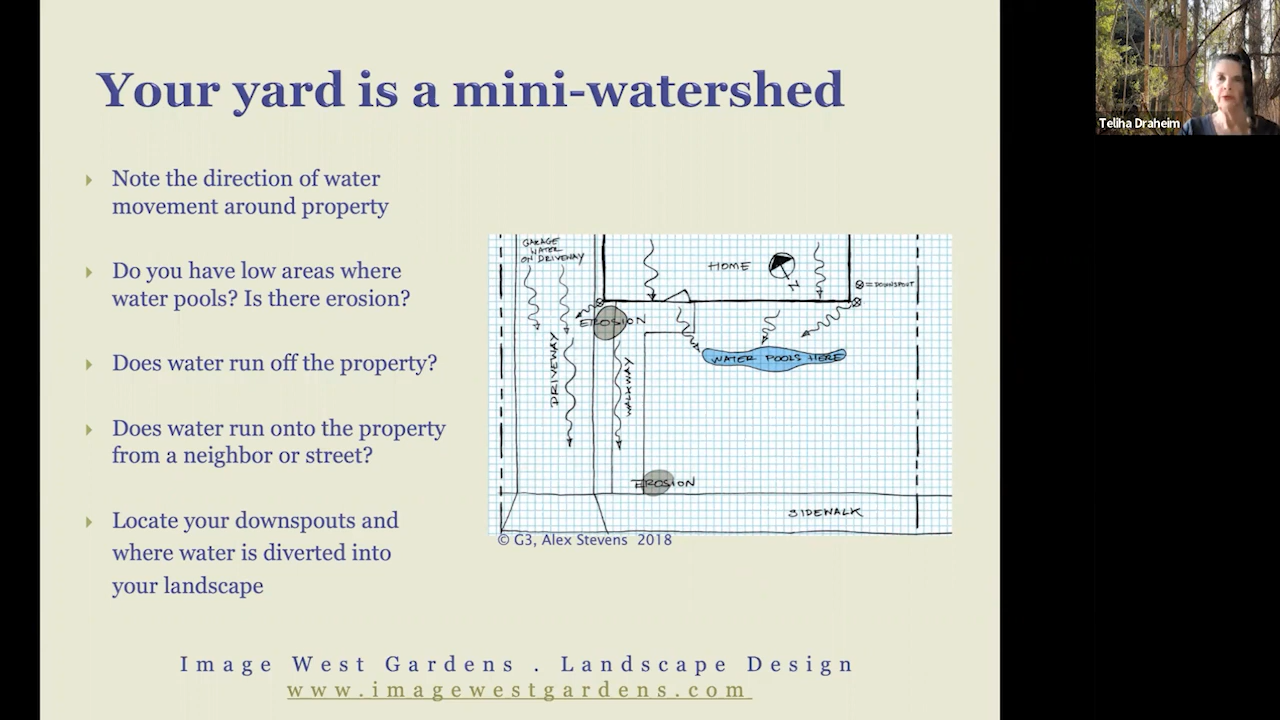 Your yard is a mini-watershed
Note the direction of water
movement around property
Do you have low areas where
water pools? Is there erosion?
Does water run off the property?
Does water run onto the property
from a neighbor or street?
Locate your downspouts and
where water is diverted into
your landscape
GARAGE
WATER
ON DRIVEWAY
HOME
N
⊗ = DOWNSPOUT
EROSION
WATER POOLS HERE
DRIVEWAY
WALKWAY
EROSION
SIDEWALK
© G3, Alex Stevens 2018
Image West Gardens . Landscape Design
www.imagewestgardens.com
Teliha Draheim